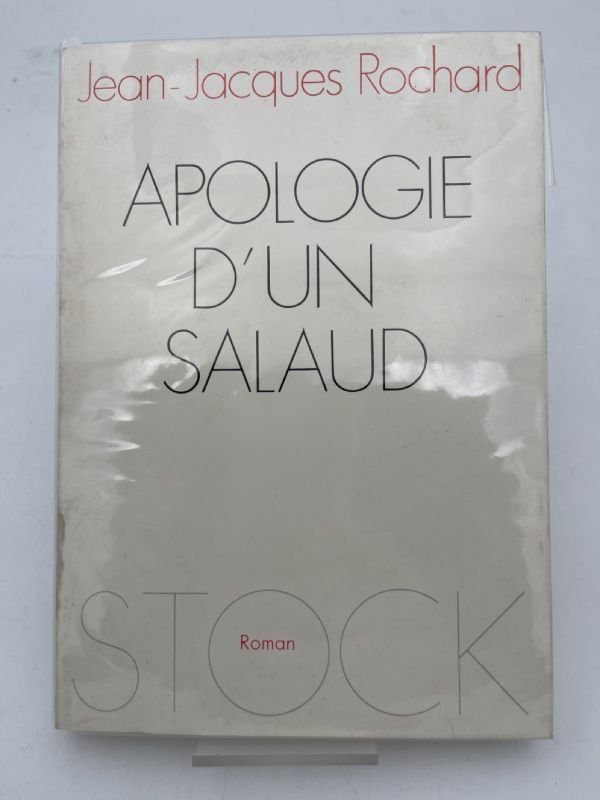 Jean-Jacques Rochard
APOLOGIE
D'UN
SALAUD
STOCK
Roman